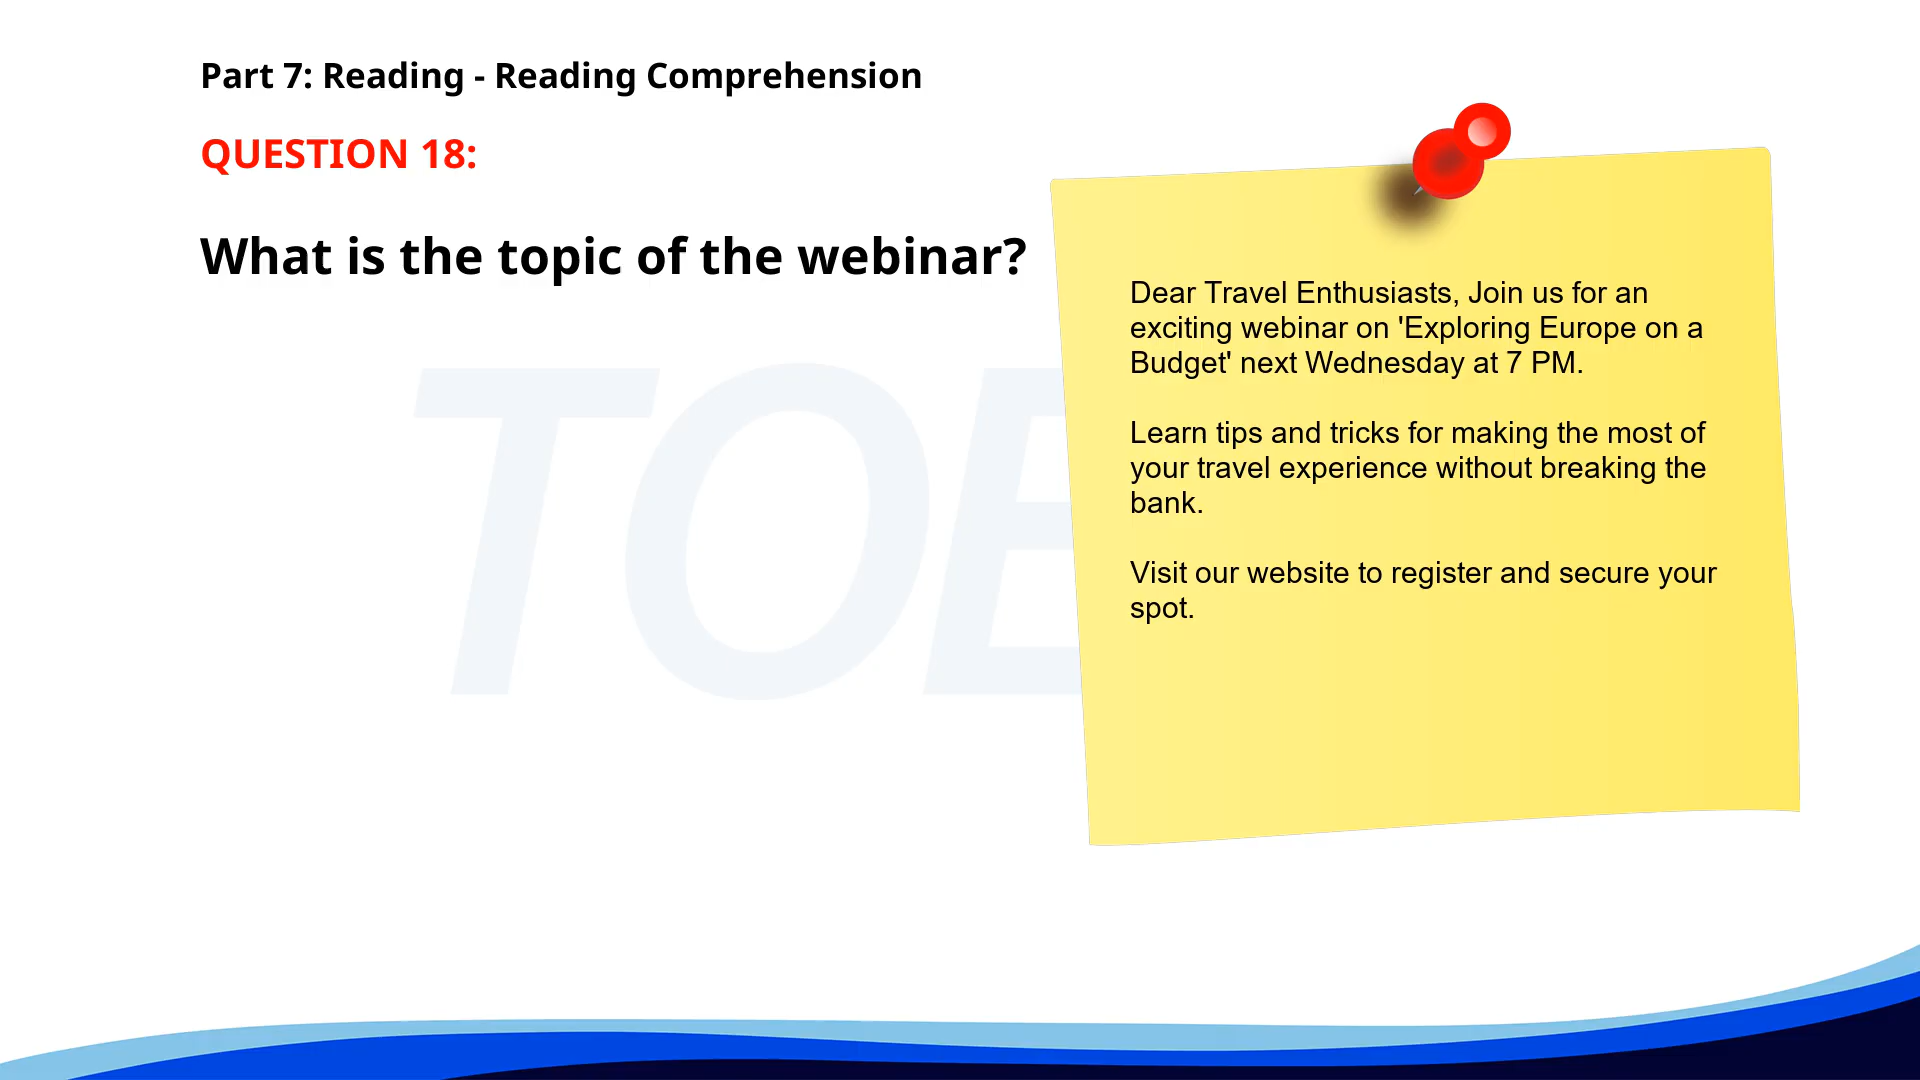 Part 7: Reading - Reading Comprehension
QUESTION 18:
What is the topic of the webinar?
Dear Travel Enthusiasts, Join us for an
exciting webinar on 'Exploring Europe on a
Budget' next Wednesday at 7 PM.
Learn tips and tricks for making the most of
your travel experience without breaking the
bank.
Visit our website to register and secure your
spot.
TOE